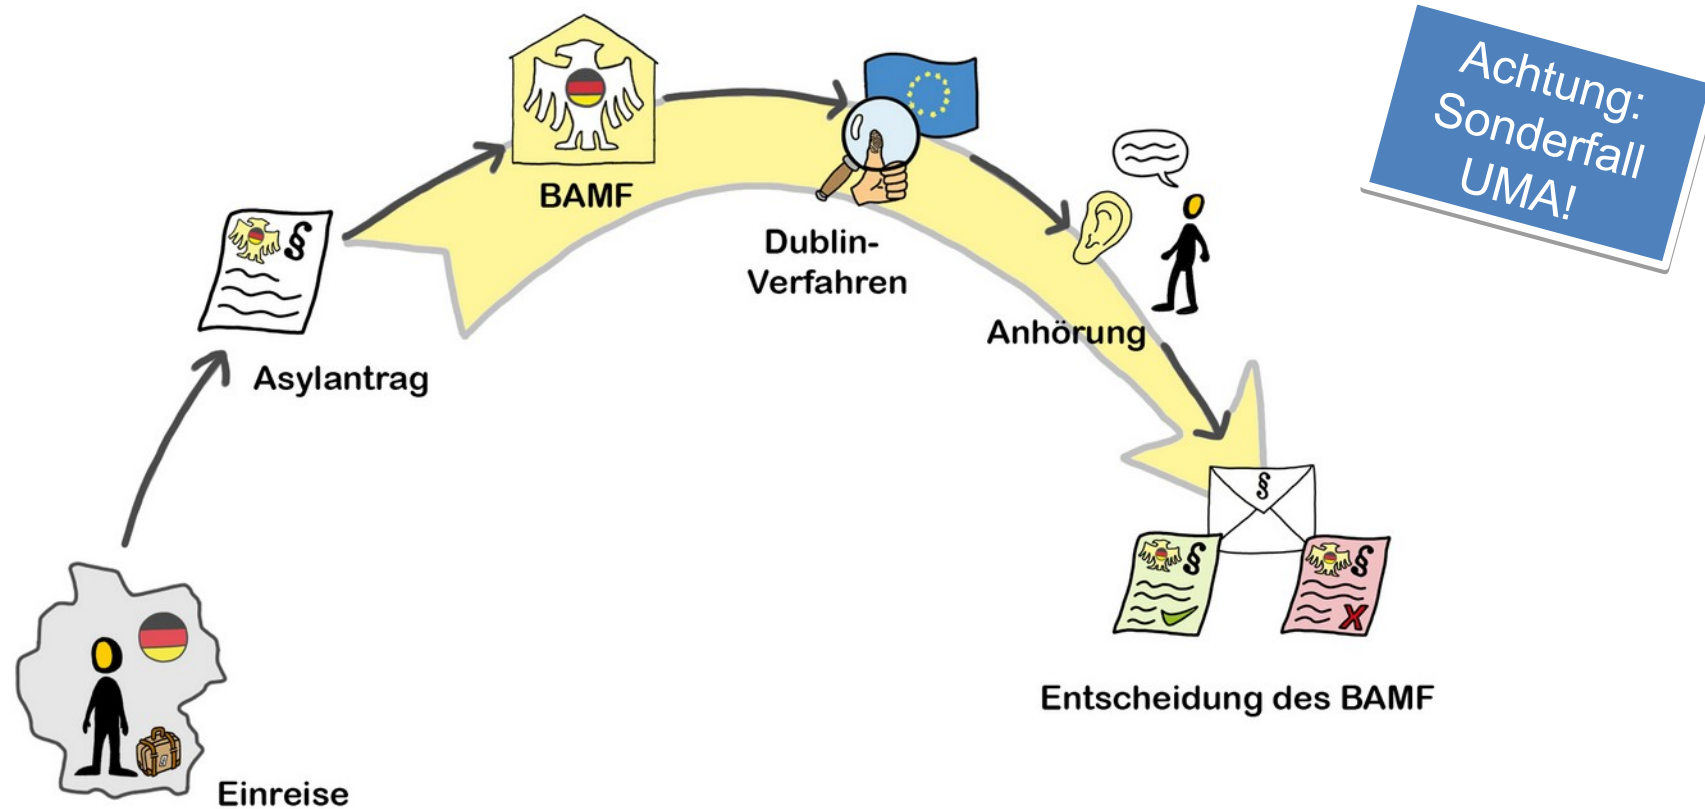 Achtung:
Sonderfall
UMA!
BAMF
Dublin-
Verfahren
Anhörung
§
Asylantrag
§
§
§
Entscheidung des BAMF
Einreise